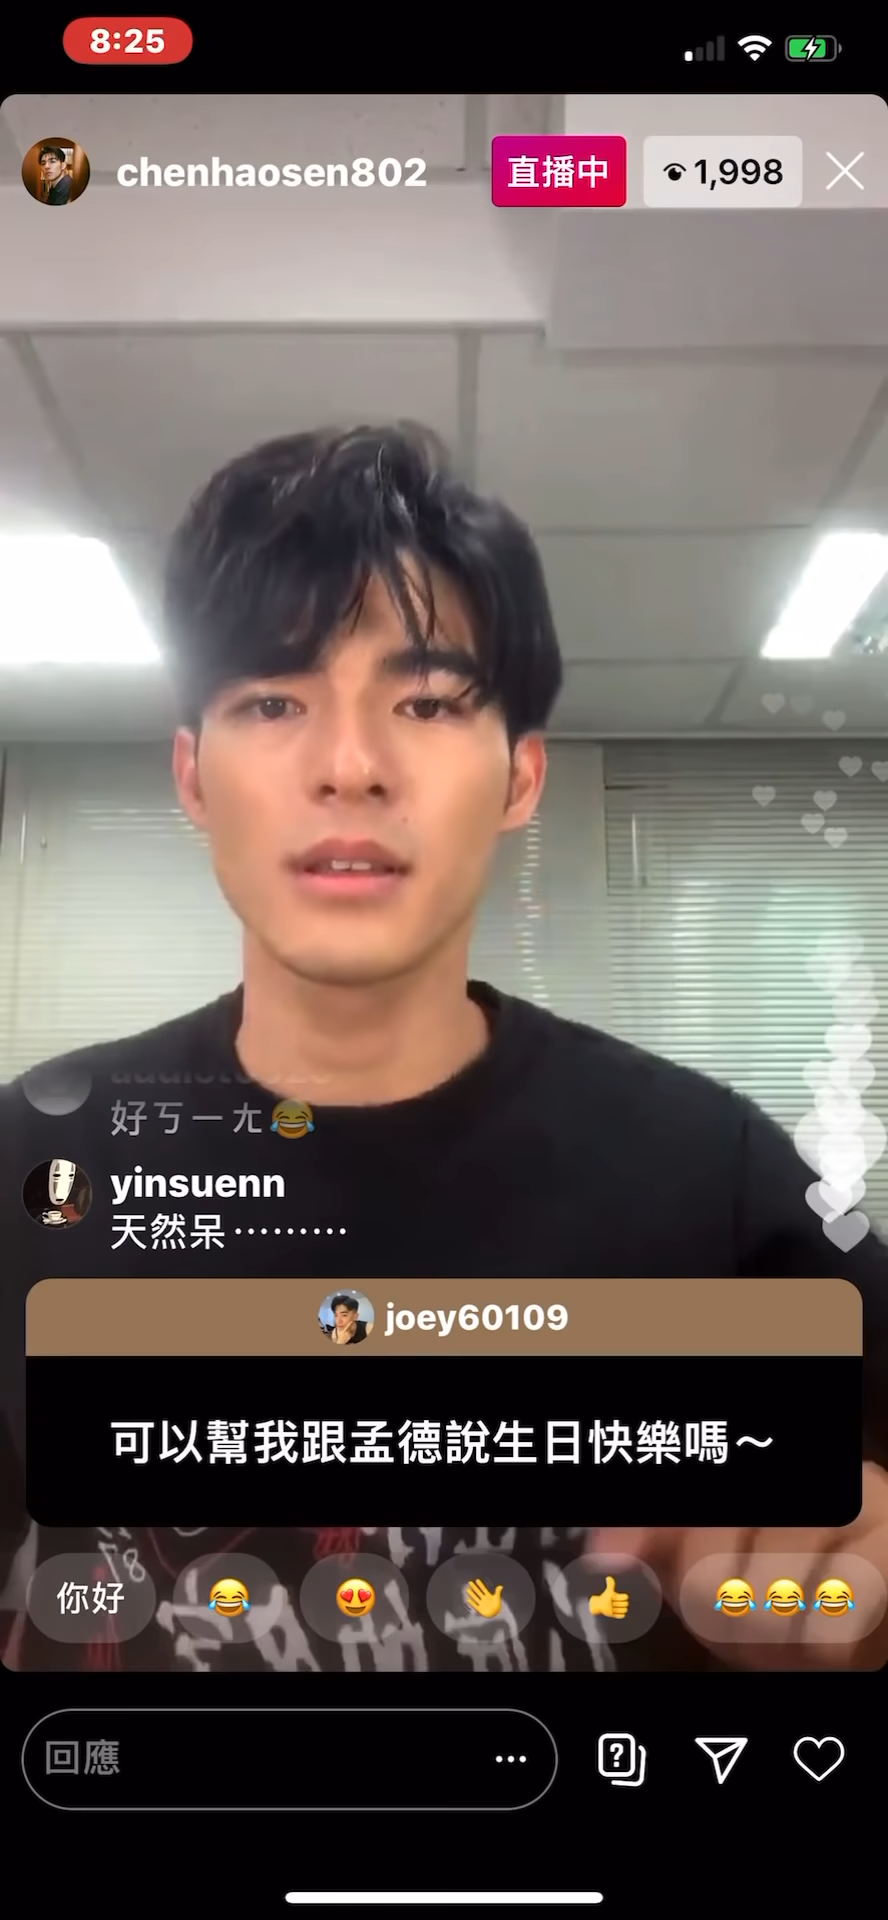 8:25
chenhaosen802
直播中
1,998
好ㄎㄧㄤ😂
yinsuenn
天然呆⋯⋯⋯
joey60109
可以幫我跟孟德說生日快樂嗎～
你好 😂 😍 👋 👍 😂😂😂
回應